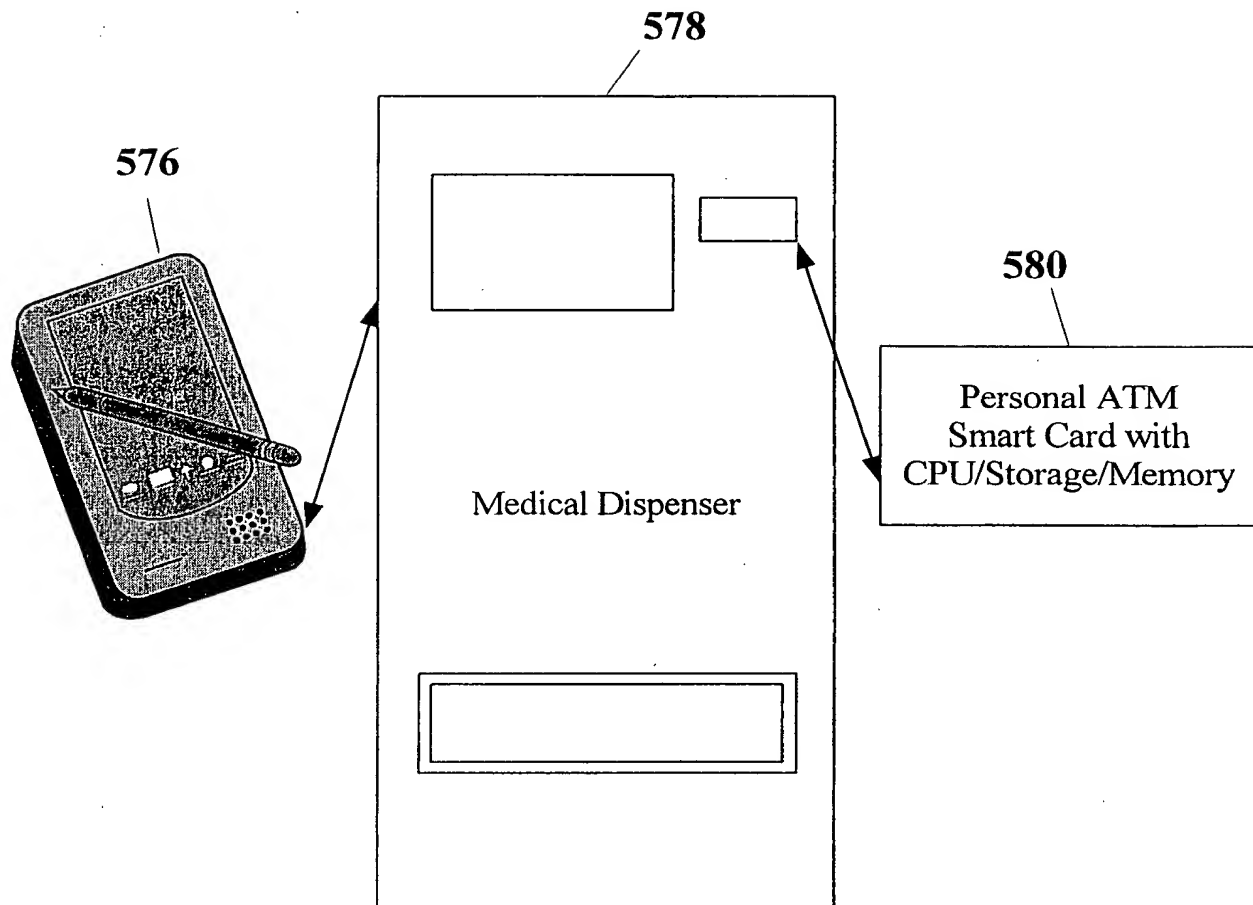 578
576
580
Personal ATM
Smart Card with
CPU/Storage/Memory
Medical Dispenser